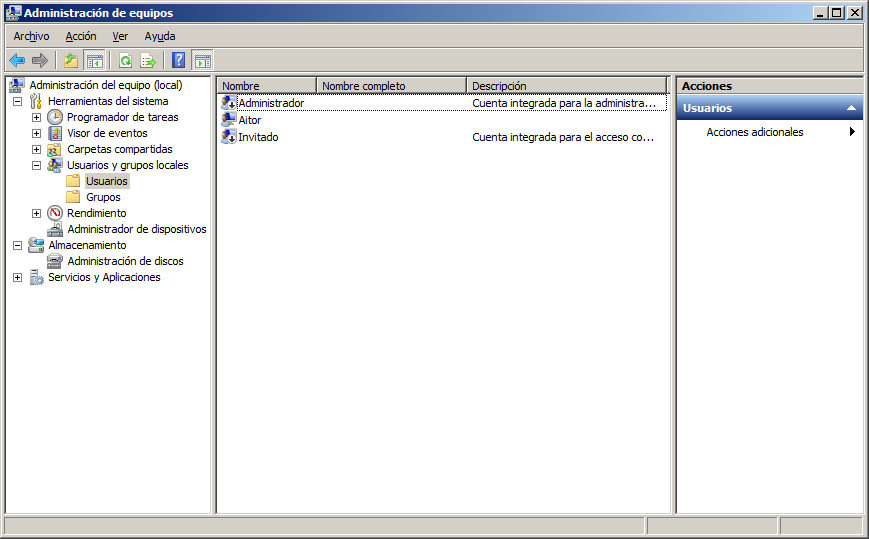 Administración de equipos
Archivo Acción Ver Ayuda
Administración del equipo (local)
Herramientas del sistema
Programador de tareas
Visor de eventos
Carpetas compartidas
Usuarios y grupos locales
Usuarios
Grupos
Rendimiento
Administrador de dispositivos
Almacenamiento
Administración de discos
Servicios y Aplicaciones
Nombre Nombre completo Descripción
Administrador Cuenta integrada para la administra...
Aitor
Invitado Cuenta integrada para el acceso co...
Acciones
Usuarios
Acciones adicionales